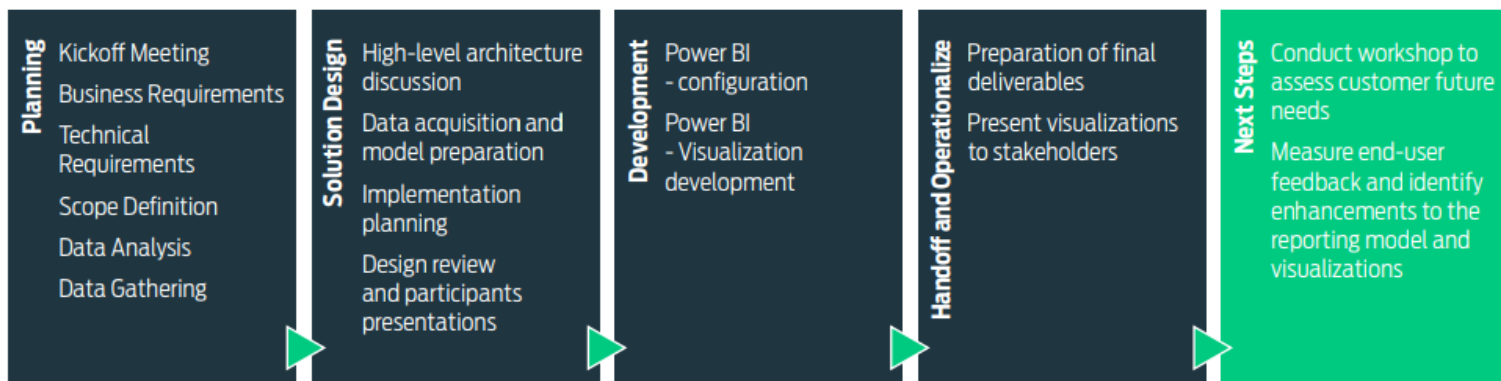 Planning
Kickoff Meeting
Business Requirements
Technical
Requirements
Scope Definition
Data Analysis
Data Gathering
Solution Design
High-level architecture
discussion
Data acquisition and
model preparation
Implementation
planning
Design review
and participants
presentations
Development
Power BI
- configuration
Power BI
- Visualization
development
Handoff and Operationalize
Preparation of final
deliverables
Present visualizations
to stakeholders
Next Steps
Conduct workshop to
assess customer future
needs
Measure end-user
feedback and identify
enhancements to the
reporting model and
visualizations